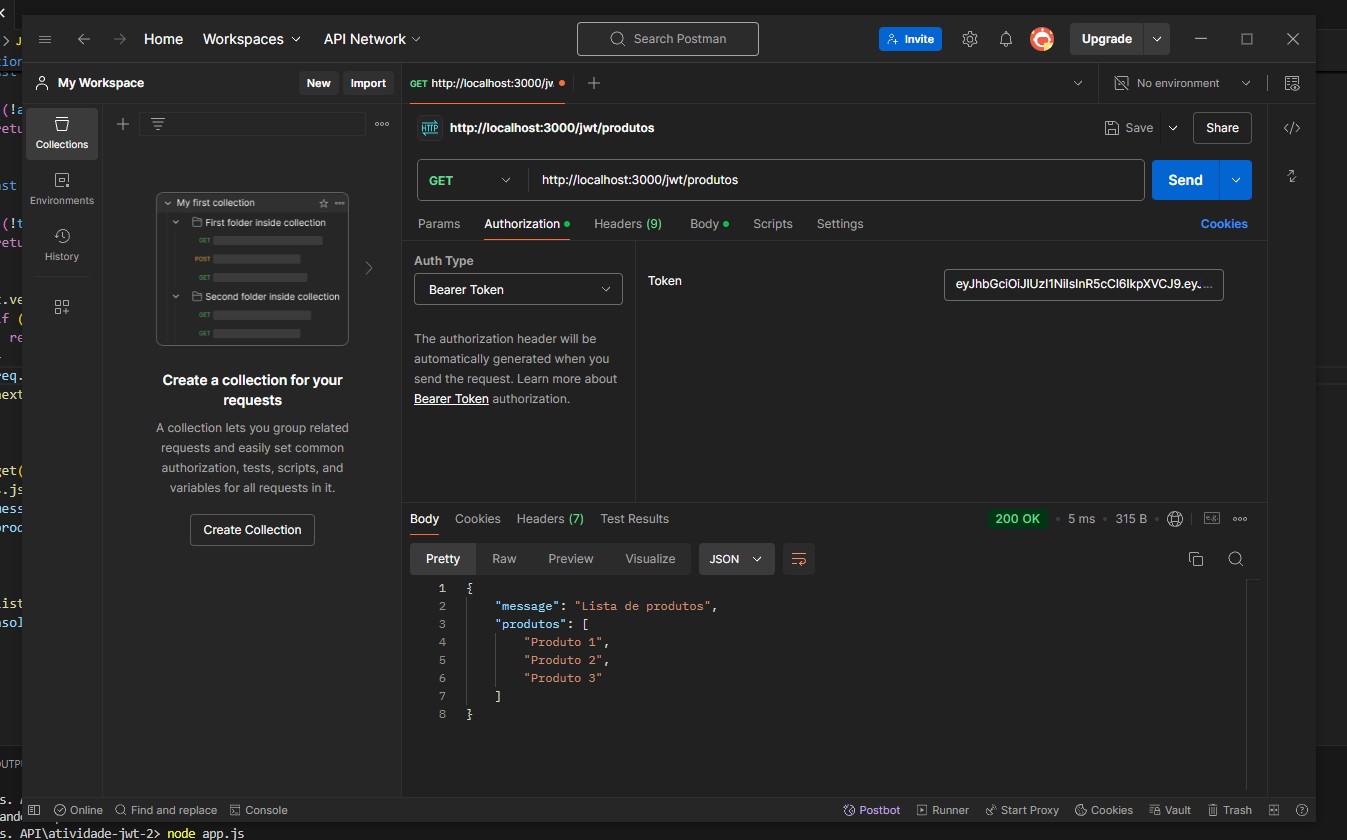 Home Workspaces API Network Search Postman Invite Upgrade
My Workspace New Import GET http://localhost:3000/jw No environment
Collections
Environments
History
My first collection
First folder inside collection
GET
POST
GET
Second folder inside collection
GET
GET
Create a collection for your
requests
A collection lets you group related
requests and easily set common
authorization, tests, scripts, and
variables for all requests in it.
Create Collection
HTTP http://localhost:3000/jwt/produtos Save Share
GET http://localhost:3000/jwt/produtos Send
Params Authorization Headers (9) Body Scripts Settings Cookies
Auth Type
Bearer Token
The authorization header will be
automatically generated when you
send the request. Learn more about
Bearer Token authorization.
Token
Body Cookies Headers (7) Test Results 200 OK 5 ms 315 B
Pretty Raw Preview Visualize JSON
1 {
2 "message": "Lista de produtos",
3 "produtos": [
4 "Produto 1",
5 "Produto 2",
6 "Produto 3"
7 ]
8 }
Online Find and replace Console Postbot Runner Start Proxy Cookies Vault Trash
s. API\atividade-jwt-2> node app.js